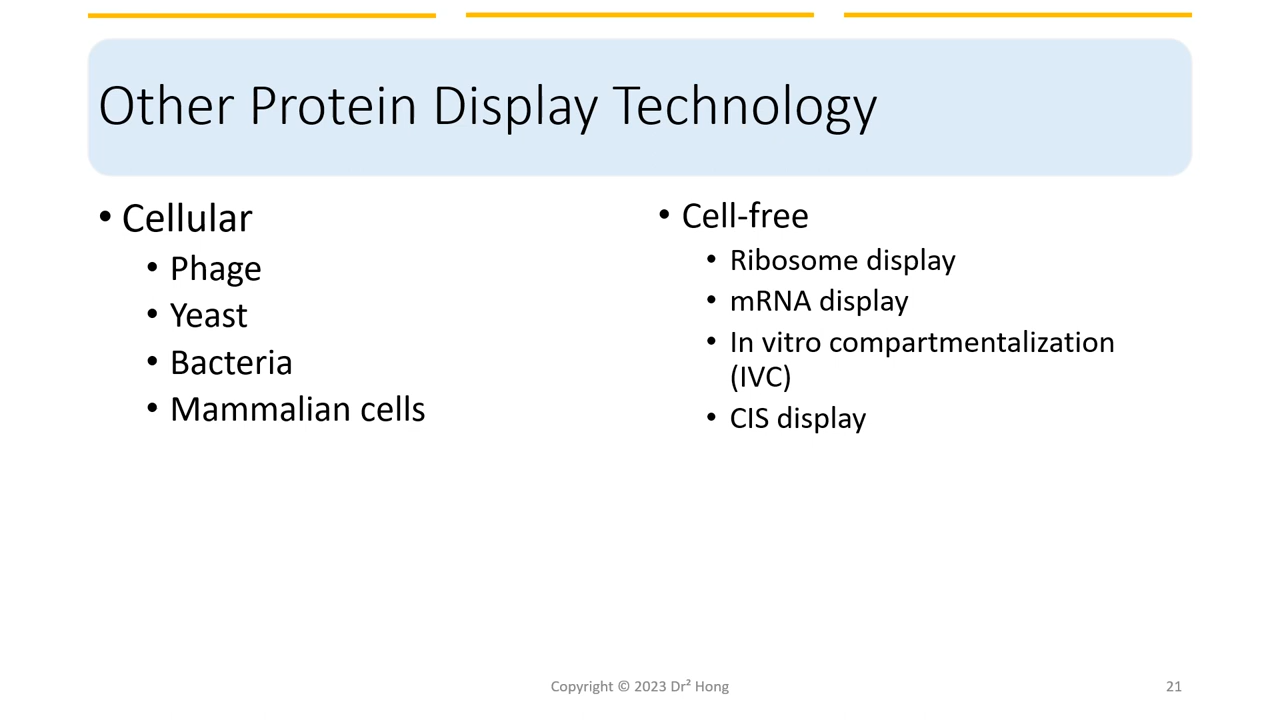 Other Protein Display Technology
• Cellular
• Phage
• Yeast
• Bacteria
• Mammalian cells
• Cell-free
• Ribosome display
• mRNA display
• In vitro compartmentalization
(IVC)
• CIS display
Copyright © 2023 Dr² Hong
21